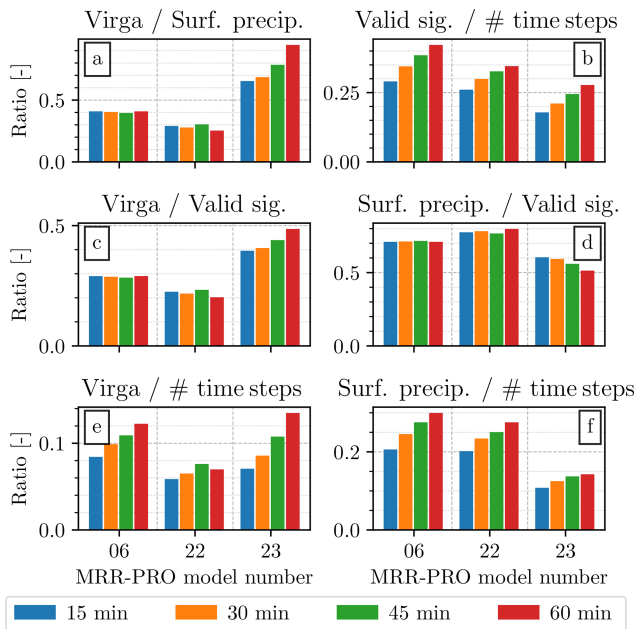 Virga / Surf. precip.
Valid sig. / # time steps
a
b
Ratio [-]
0.5
0.0
0.25
0.00
Virga / Valid sig.
Surf. precip. / Valid sig.
c
d
Ratio [-]
0.5
0.0
0.5
0.0
Virga / # time steps
Surf. precip. / # time steps
e
f
Ratio [-]
0.1
0.0
0.2
0.0
06 22 23
06 22 23
MRR-PRO model number
MRR-PRO model number
15 min 30 min 45 min 60 min